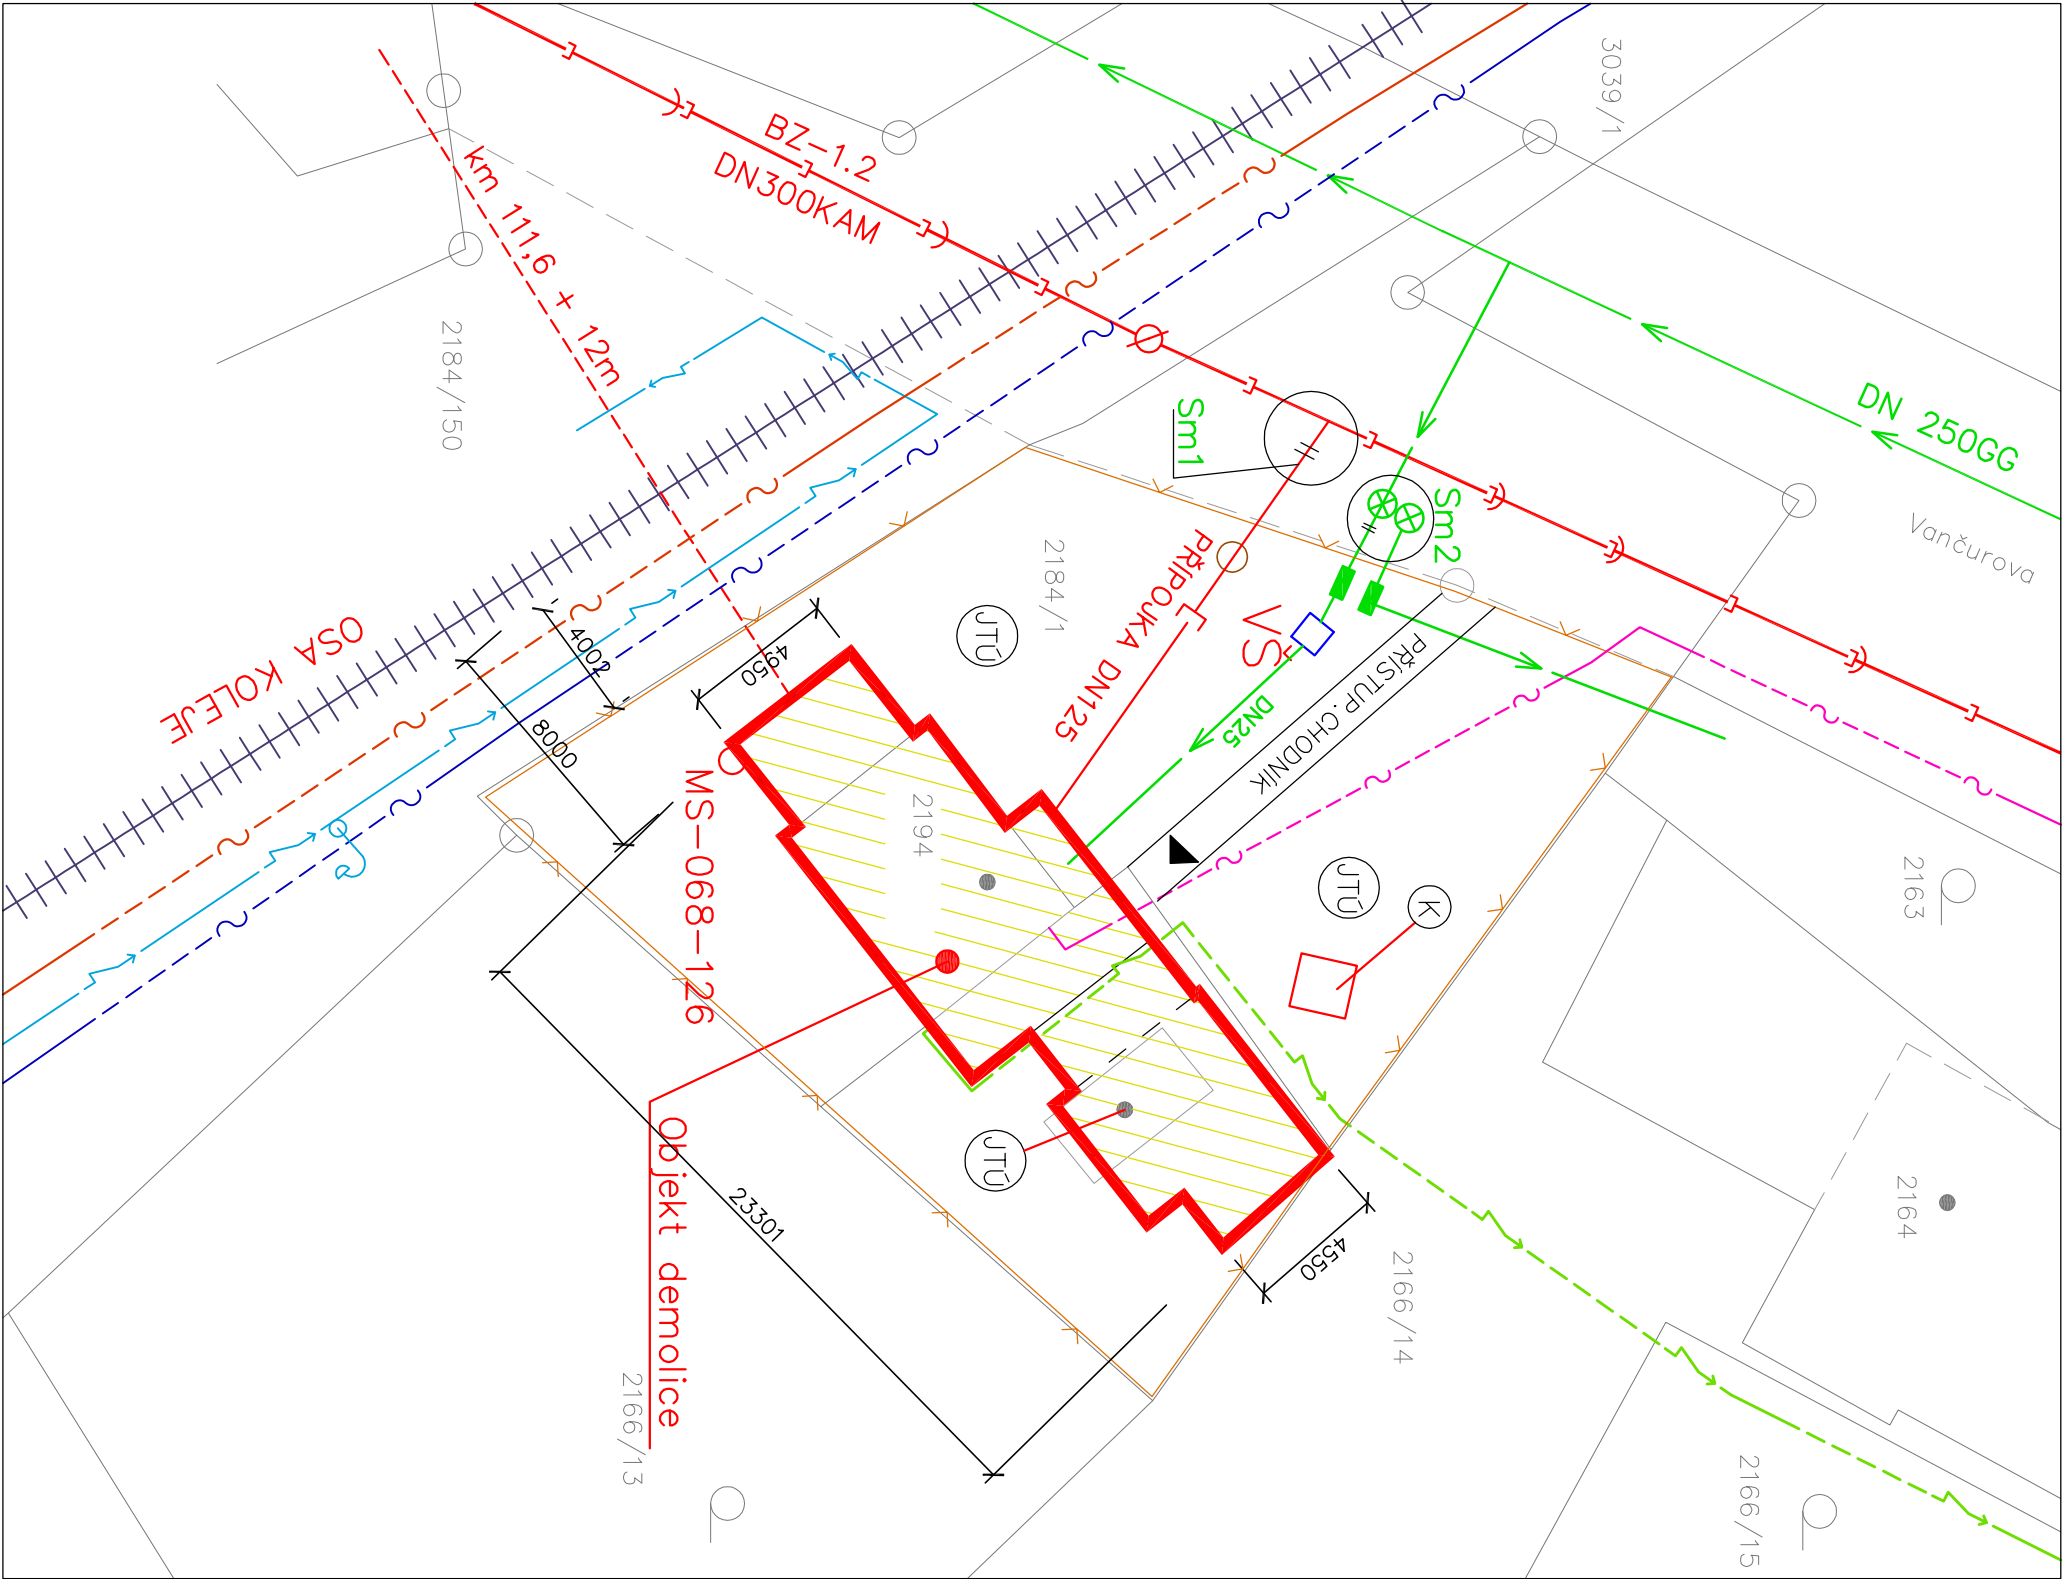 3039/1
BZ-1.2
DN300KAM
km 111,6 + 12m
2184/150
DN 250GG
Vančurova
Sm1
Sm2
2184/1
JTÚ
PŘÍPOJKA DN125
VŠ
DN25
PŘÍSTUP.CHODNÍK
OSA KOLEJE
4002
4950
8000
MS-068-126
2194
JTÚ
K
2163
2164
JTÚ
Objekt demolice
23301
4550
2166/14
2166/13
2166/15